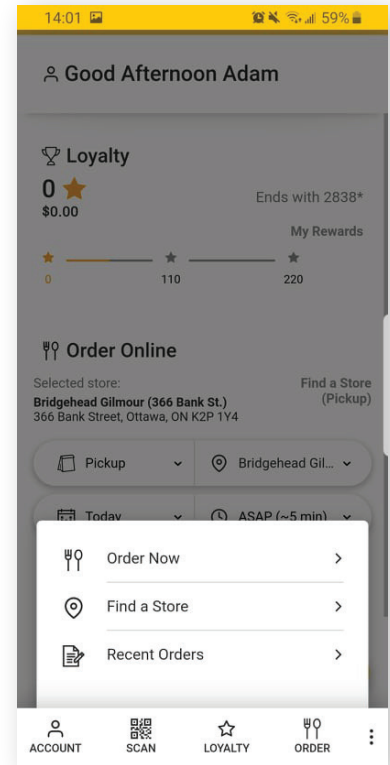 14:01 59%
Good Afternoon Adam
Loyalty
0
$0.00
Ends with 2838*
My Rewards
0 110 220
Order Online
Selected store:
Bridgehead Gilmour (366 Bank St.)
366 Bank Street, Ottawa, ON K2P 1Y4
Find a Store
(Pickup)
Pickup Bridgehead Gil...
Today ASAP (~5 min)
Order Now
Find a Store
Recent Orders
ACCOUNT SCAN LOYALTY ORDER